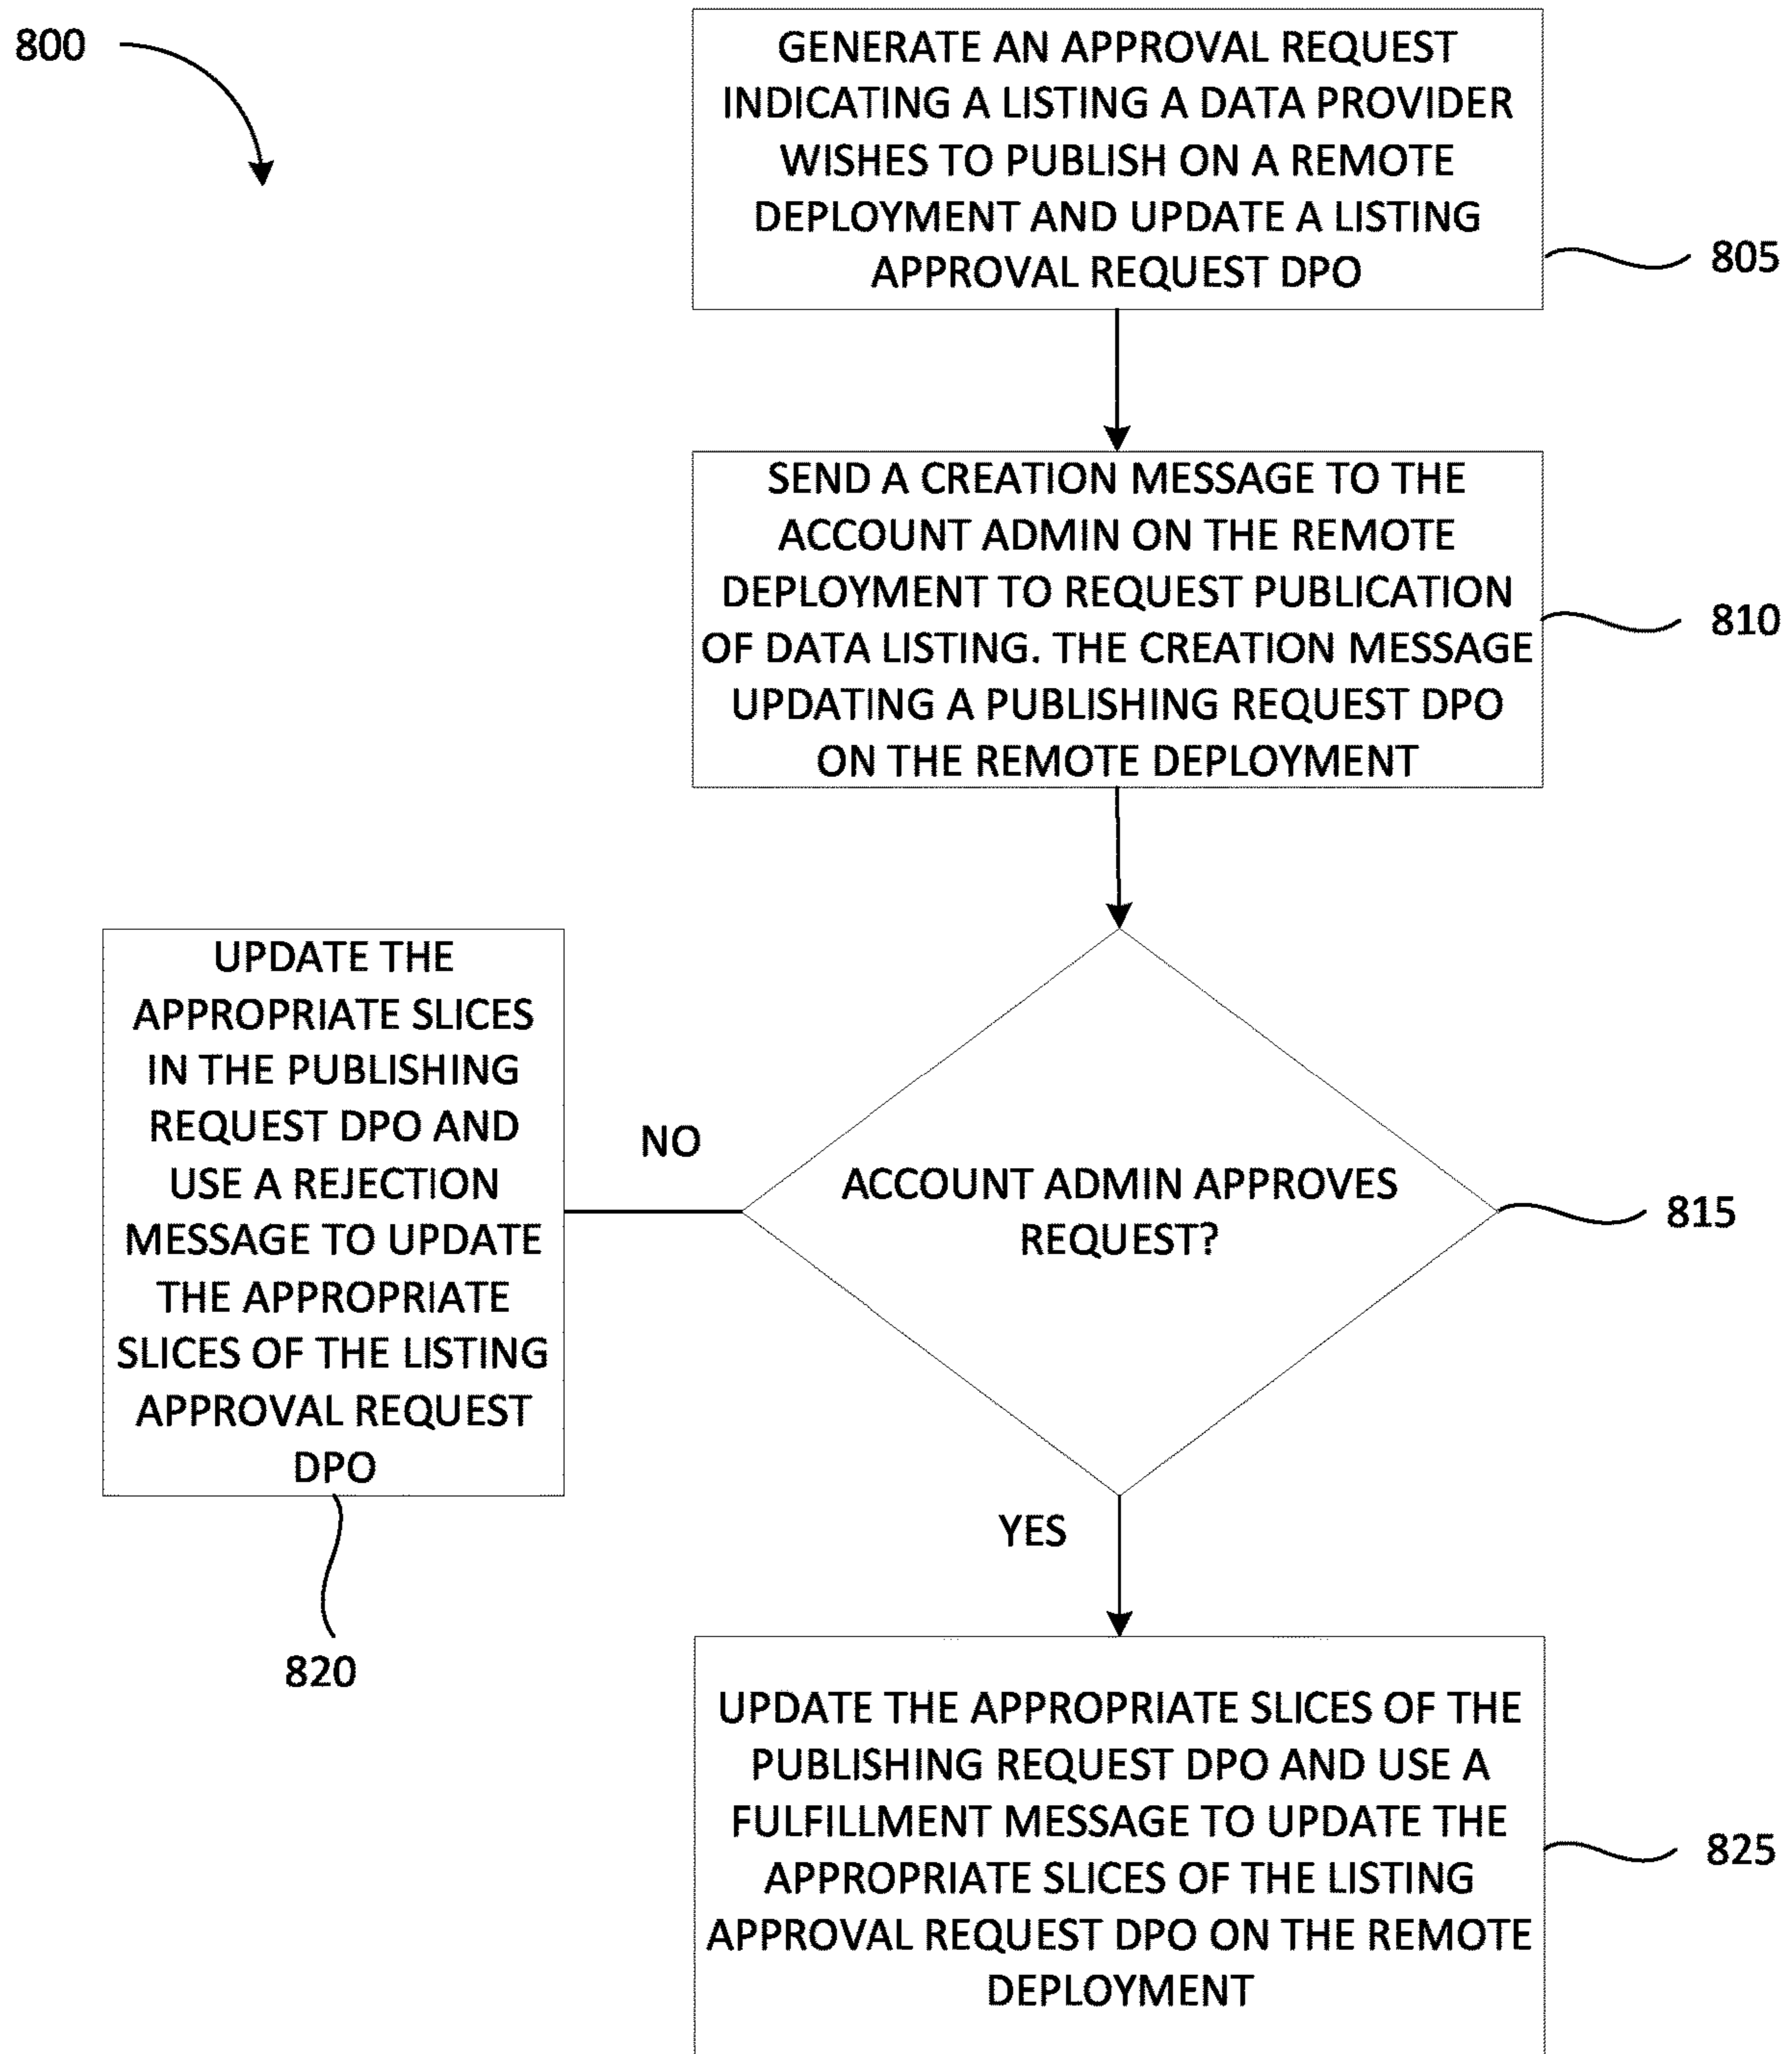 800
GENERATE AN APPROVAL REQUEST
INDICATING A LISTING A DATA PROVIDER
WISHES TO PUBLISH ON A REMOTE
DEPLOYMENT AND UPDATE A LISTING
APPROVAL REQUEST DPO
805
SEND A CREATION MESSAGE TO THE
ACCOUNT ADMIN ON THE REMOTE
DEPLOYMENT TO REQUEST PUBLICATION
OF DATA LISTING. THE CREATION MESSAGE
UPDATING A PUBLISHING REQUEST DPO
ON THE REMOTE DEPLOYMENT
810
ACCOUNT ADMIN APPROVES
REQUEST?
815
NO
UPDATE THE
APPROPRIATE SLICES
IN THE PUBLISHING
REQUEST DPO AND
USE A REJECTION
MESSAGE TO UPDATE
THE APPROPRIATE
SLICES OF THE LISTING
APPROVAL REQUEST
DPO
820
YES
UPDATE THE APPROPRIATE SLICES OF THE
PUBLISHING REQUEST DPO AND USE A
FULFILLMENT MESSAGE TO UPDATE THE
APPROPRIATE SLICES OF THE LISTING
APPROVAL REQUEST DPO ON THE REMOTE
DEPLOYMENT
825